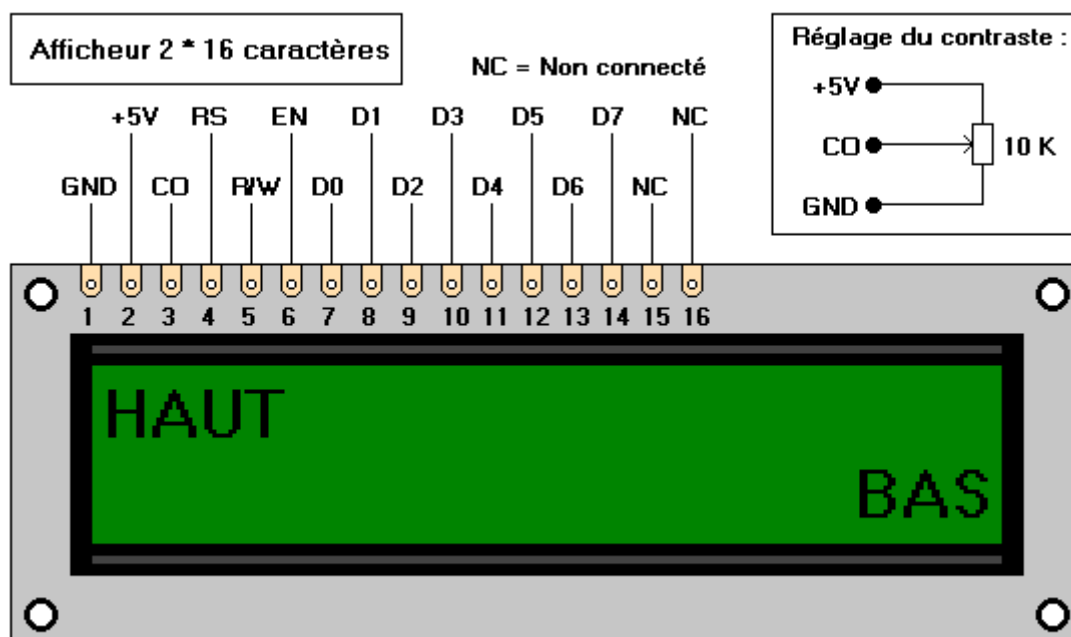 Afficheur 2 * 16 caractères
NC = Non connecté
Réglage du contraste :
+5V
CO
10 K
GND
+5V RS EN D1 D3 D5 D7 NC
GND CO R/W D0 D2 D4 D6 NC
1 2 3 4 5 6 7 8 9 10 11 12 13 14 15 16
HAUT
BAS